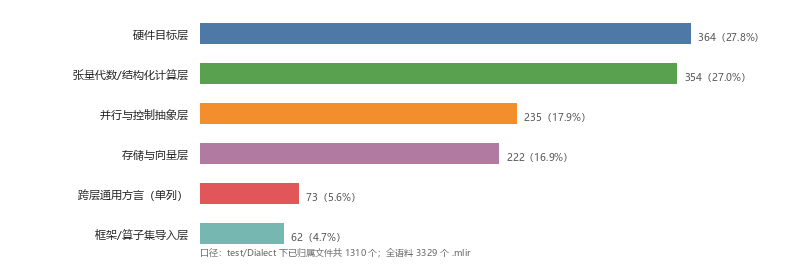 硬件目标层 364（27.8%）
张量代数/结构化计算层 354（27.0%）
并行与控制抽象层 235（17.9%）
存储与向量层 222（16.9%）
跨层通用方言（单列） 73（5.6%）
框架/算子集导入层 62（4.7%）
口径：test/Dialect 下已归属文件共 1310 个；全语料 3329 个 .mlir